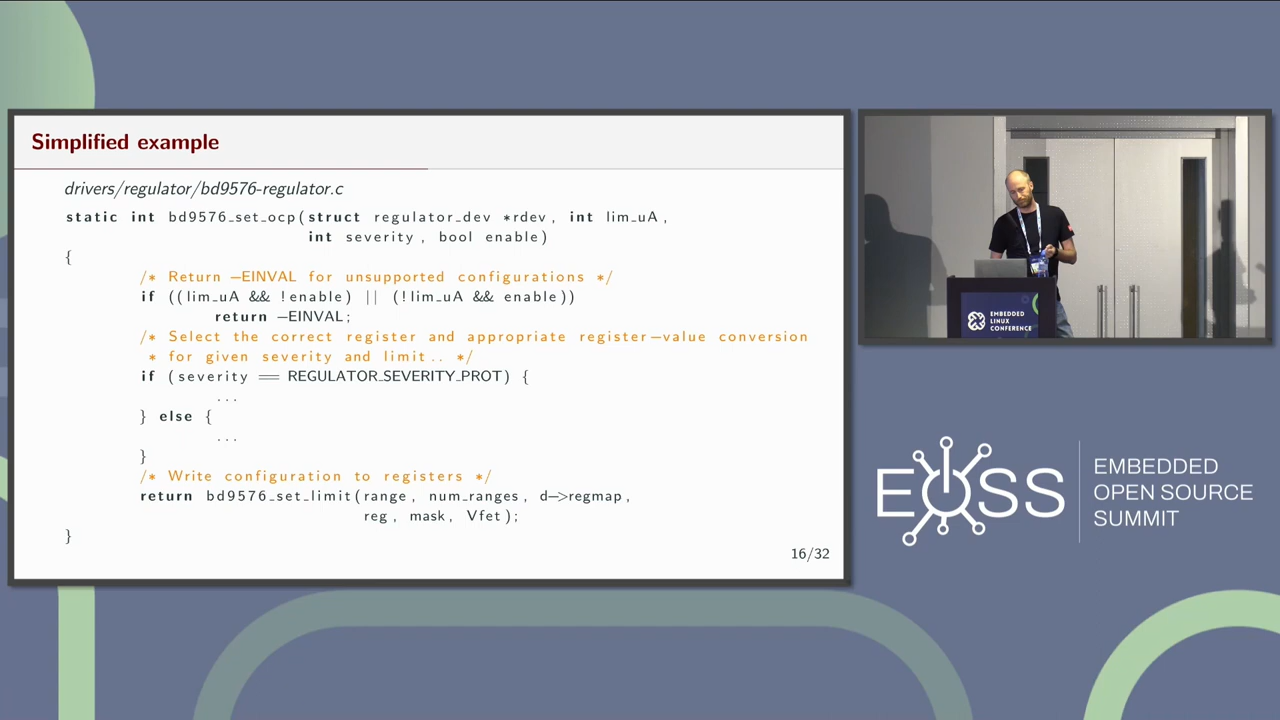 Simplified example
drivers/regulator/bd9576-regulator.c
static int bd9576_set_ocp(struct regulator_dev *rdev, int lim_uA,
int severity, bool enable)
{
/* Return -EINVAL for unsupported configurations */
if ((lim_uA && !enable) || (!lim_uA && enable))
return -EINVAL;
/* Select the correct register and appropriate register-value conversion
* for given severity and limit.. */
if (severity == REGULATOR_SEVERITY_PROT) {
...
} else {
...
}
/* Write configuration to registers */
return bd9576_set_limit(range, num_ranges, d->regmap,
reg, mask, Vfet);
}
16/32
EMBEDDED
LINUX
CONFERENCE
EOSS
EMBEDDED
OPEN SOURCE
SUMMIT